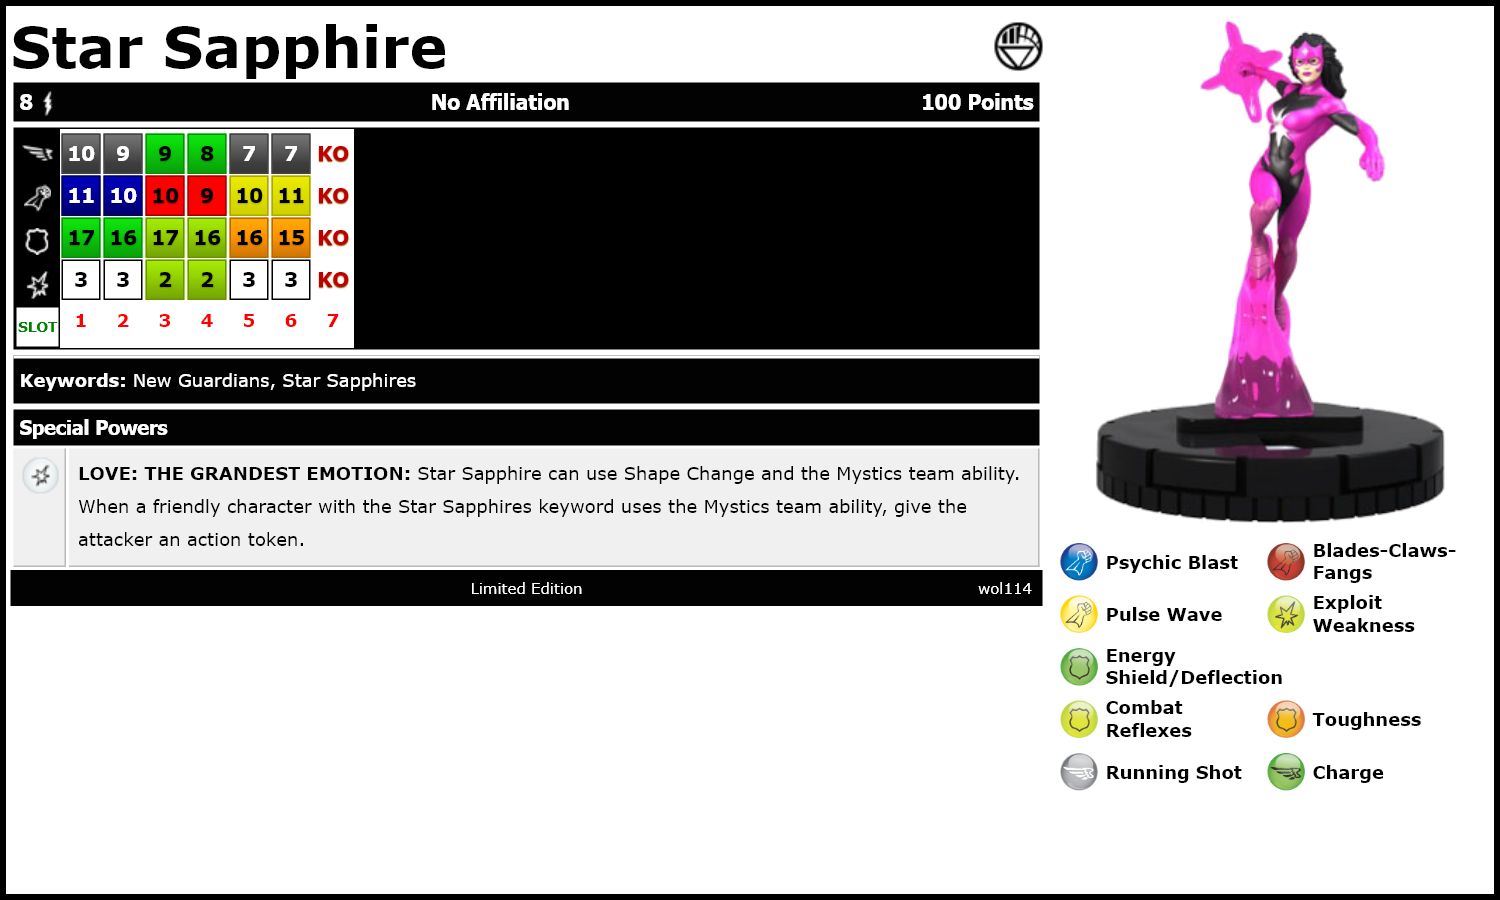 Star Sapphire
8 No Affiliation 100 Points
10 9 9 8 7 7 KO
11 10 10 9 10 11 KO
17 16 17 16 16 15 KO
3 3 2 2 3 3 KO
SLOT 1 2 3 4 5 6 7
Keywords: New Guardians, Star Sapphires
Special Powers
LOVE: THE GRANDEST EMOTION: Star Sapphire can use Shape Change and the Mystics team ability.
When a friendly character with the Star Sapphires keyword uses the Mystics team ability, give the
attacker an action token.
Limited Edition wol114
Psychic Blast
Blades-Claws-
Fangs
Pulse Wave
Exploit
Weakness
Energy
Shield/Deflection
Combat
Reflexes
Toughness
Running Shot
Charge